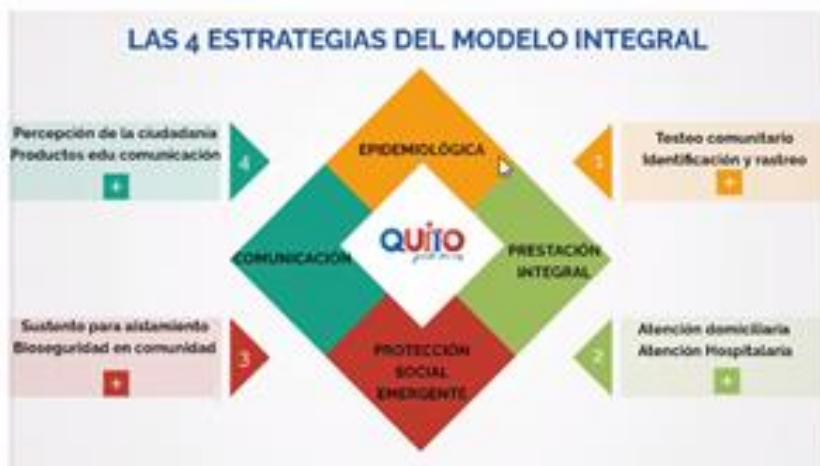 LAS 4 ESTRATEGIAS DEL MODELO INTEGRAL
Percepción de la ciudadanía
Productos edu comunicación
4
EPIDEMIOLÓGICA
1
Testeo comunitario
Identificación y rastreo
COMUNICACIÓN
QUITO
PRESTACIÓN
INTEGRAL
Sustento para aislamiento
Bioseguridad en comunidad
3
PROTECCIÓN
SOCIAL
EMERGENTE
2
Atención domiciliaria
Atención Hospitalaria